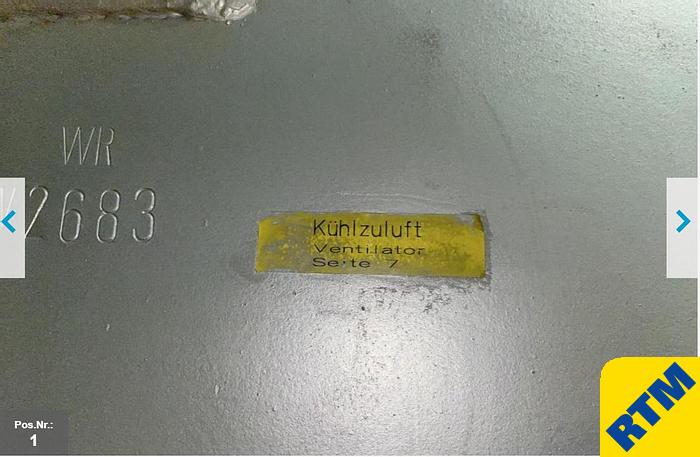 WR
2683
Kühlzuluft
Ventilator
Seite 7
Pos.Nr.:
1
RTM